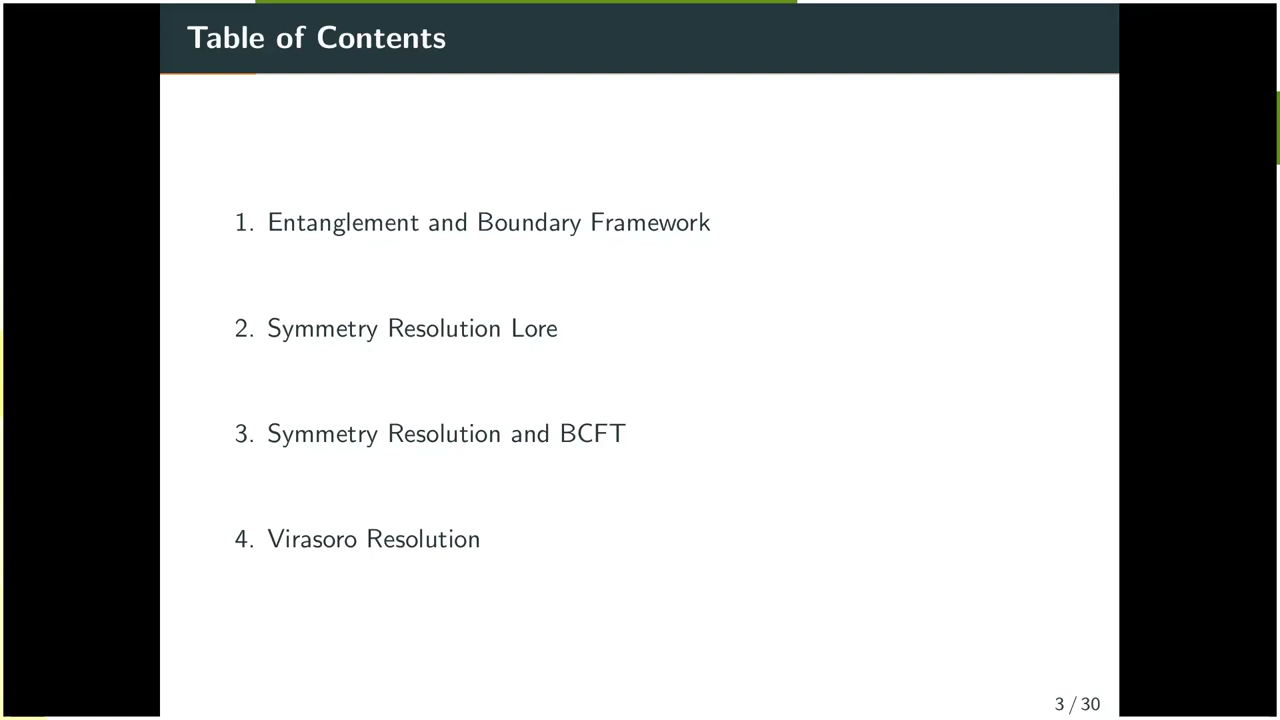 Table of Contents
1. Entanglement and Boundary Framework
2. Symmetry Resolution Lore
3. Symmetry Resolution and BCFT
4. Virasoro Resolution
3 / 30